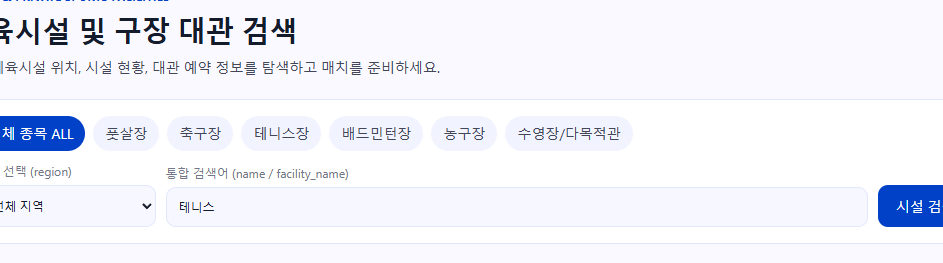 육시설 및 구장 대관 검색
육시설 위치, 시설 현황, 대관 예약 정보를 탐색하고 매치를 준비하세요.
체 종목 ALL 풋살장 축구장 테니스장 배드민턴장 농구장 수영장/다목적관
선택 (region) 통합 검색어 (name / facility_name)
전체 지역 테니스 시설 검